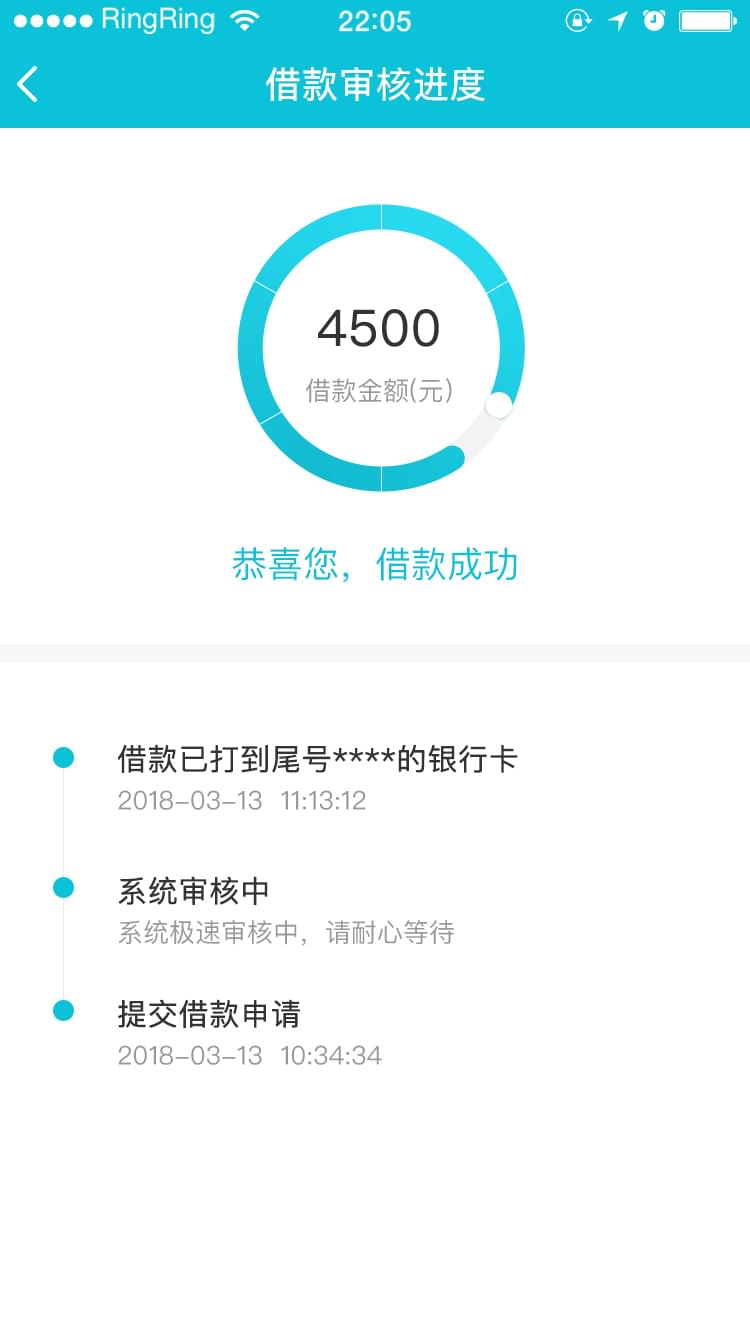 RingRing 22:05
借款审核进度
4500
借款金额(元)
恭喜您，借款成功
借款已打到尾号****的银行卡
2018-03-13 11:13:12
系统审核中
系统极速审核中，请耐心等待
提交借款申请
2018-03-13 10:34:34